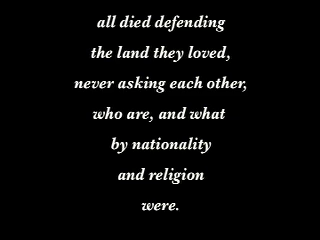 all died defending
the land they loved,
never asking each other,
who are, and what
by nationality
and religion
were.